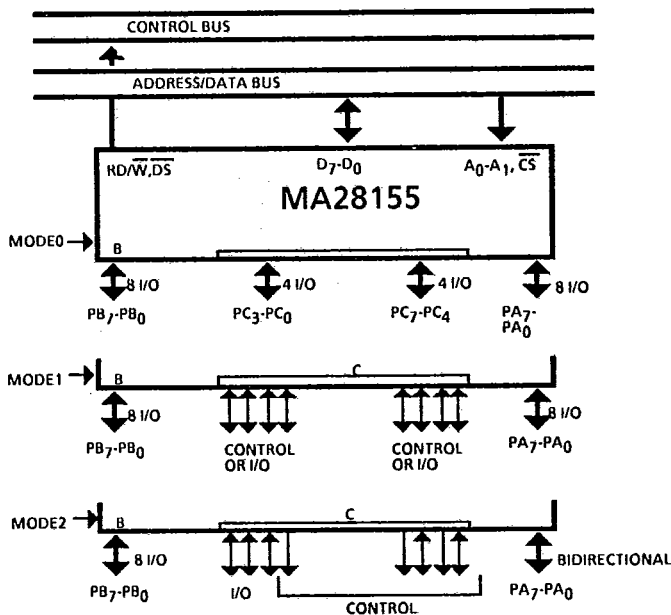 CONTROL BUS
ADDRESS/DATA BUS
RD/W̅,D̅S̅ D7-D0 A0-A1, C̅S̅
MA28155
MODE0 B
8 I/O 4 I/O 4 I/O 8 I/O
PB7-PB0 PC3-PC0 PC7-PC4 PA7-
PA0
MODE1 B C
8 I/O 8 I/O
PB7-PB0 CONTROL CONTROL PA7-PA0
OR I/O OR I/O
MODE2 B C
8 I/O BIDIRECTIONAL
PB7-PB0 I/O PA7-PA0
CONTROL